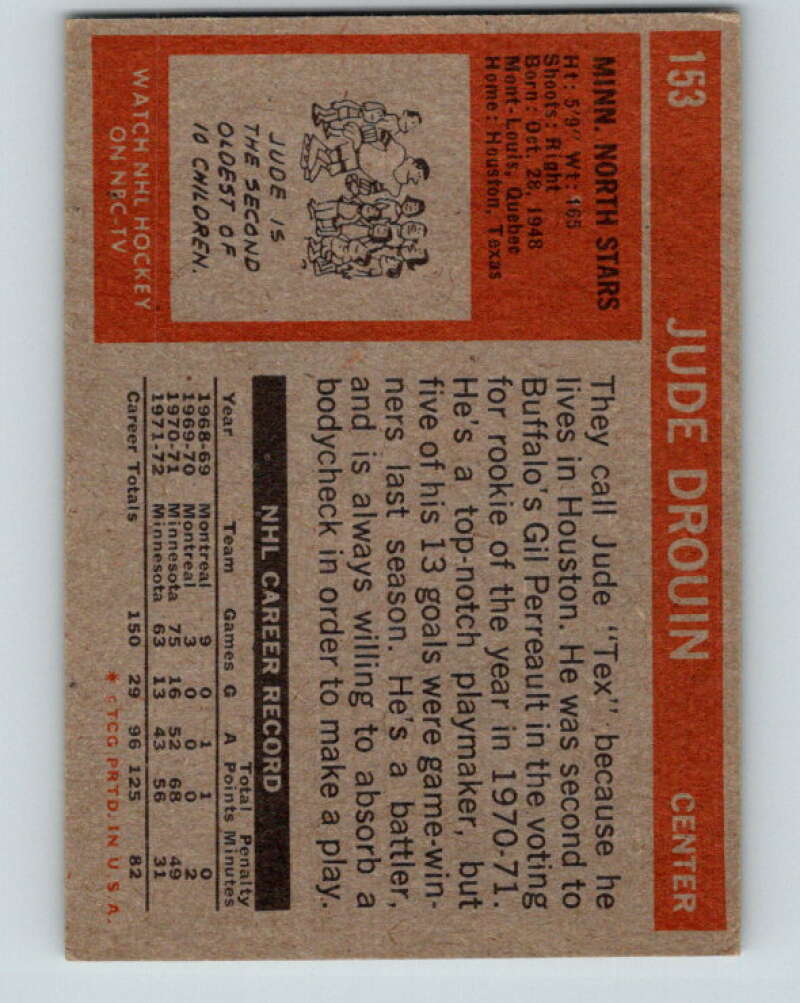 153 JUDE DROUIN CENTER
MINN. NORTH STARS
Ht: 5'9" Wt: 165
Shoots: Right
Born: Oct. 28, 1948
Mont-Louis, Quebec
Home: Houston, Texas
JUDE IS
THE SECOND
OLDEST OF
10 CHILDREN.
WATCH NHL HOCKEY
ON NBC-TV
They call Jude "Tex" because he
lives in Houston. He was second to
Buffalo's Gil Perreault in the voting
for rookie of the year in 1970-71.
He's a top-notch playmaker, but
five of his 13 goals were game-win-
ners last season. He's a battler,
and is always willing to absorb a
bodycheck in order to make a play.
NHL CAREER RECORD
Total Penalty
Year Team Games G A Points Minutes
1968-69 Montreal 9 0 1 1 0
1969-70 Montreal 3 0 0 0 2
1970-71 Minnesota 75 16 52 68 49
1971-72 Minnesota 63 13 43 56 31
Career Totals 150 29 96 125 82
* ©TCG PRTD. IN U.S.A.